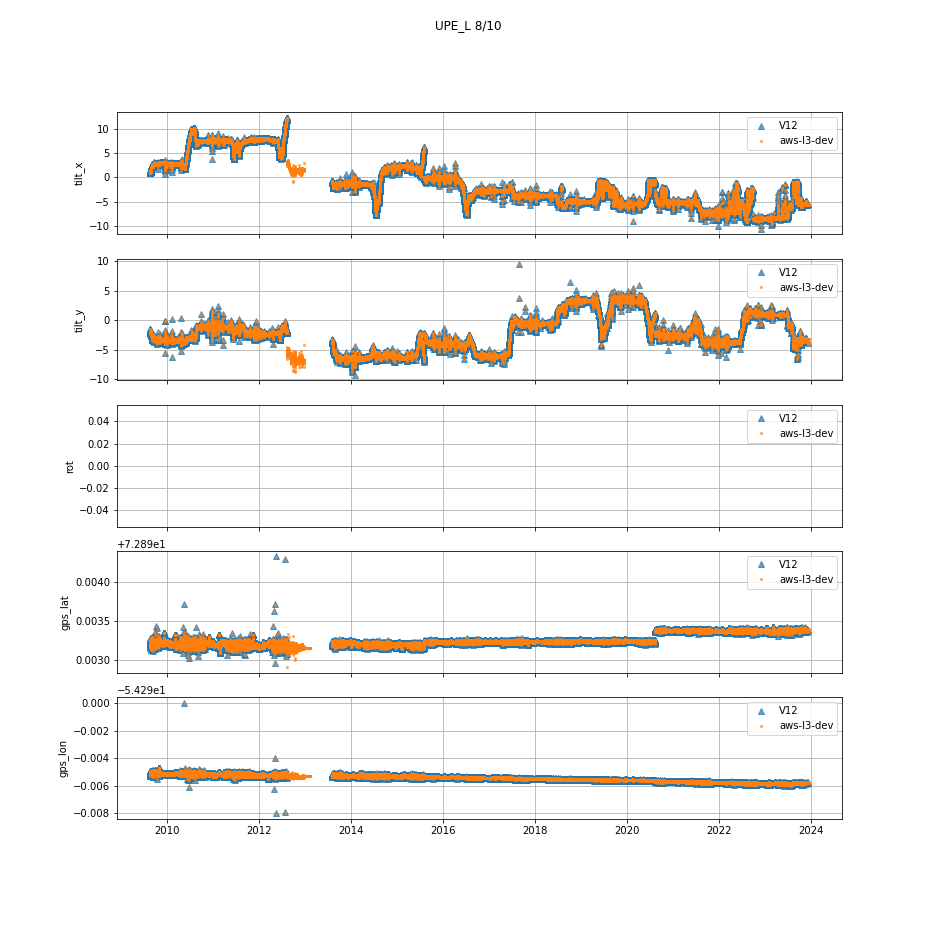 UPE_L 8/10
10
5
0
−5
−10
tilt_x
V12
aws-l3-dev
10
5
0
−5
−10
tilt_y
V12
aws-l3-dev
0.04
0.02
0.00
−0.02
−0.04
rot
V12
aws-l3-dev
+7.289e1
0.0040
0.0035
0.0030
gps_lat
V12
aws-l3-dev
−5.429e1
0.000
−0.002
−0.004
−0.006
−0.008
gps_lon
V12
aws-l3-dev
2010 2012 2014 2016 2018 2020 2022 2024